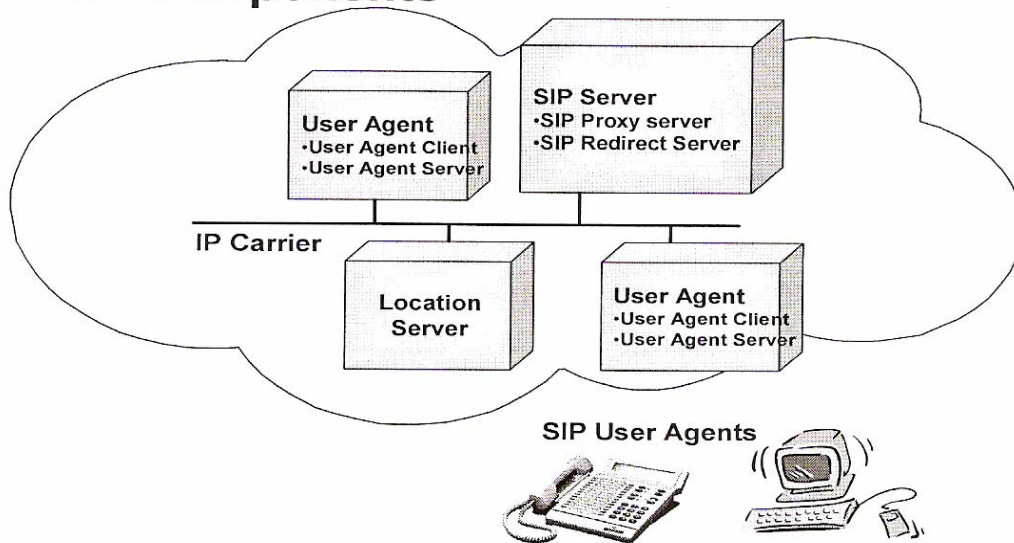 User Agent
•User Agent Client
•User Agent Server
SIP Server
•SIP Proxy server
•SIP Redirect Server
IP Carrier
Location
Server
User Agent
•User Agent Client
•User Agent Server
SIP User Agents